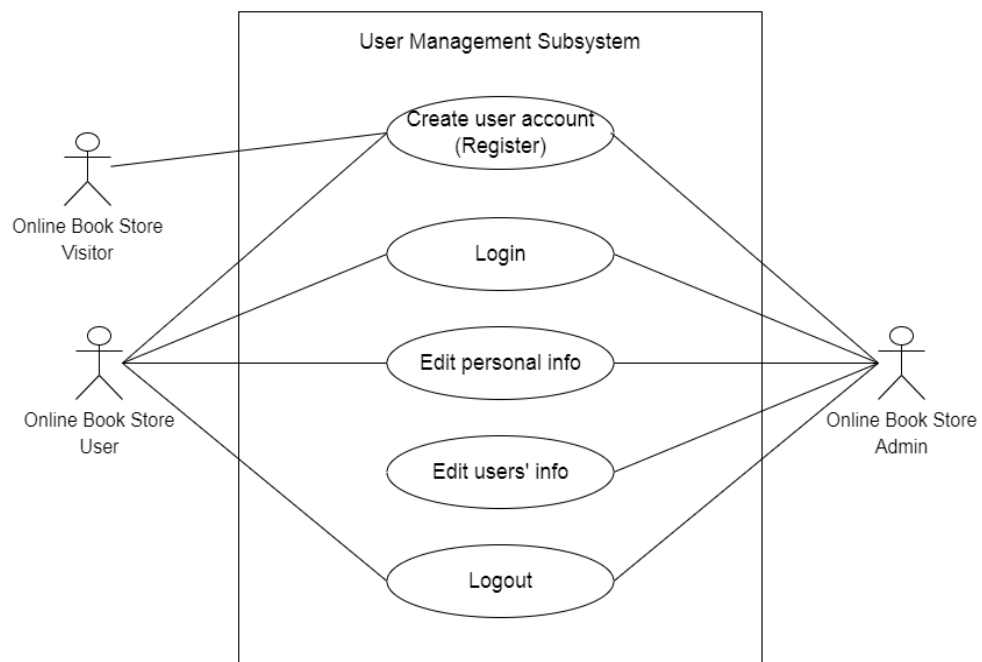 User Management Subsystem
Create user account
(Register)
Online Book Store
Visitor
Login
Edit personal info
Online Book Store
User
Online Book Store
Admin
Edit users' info
Logout